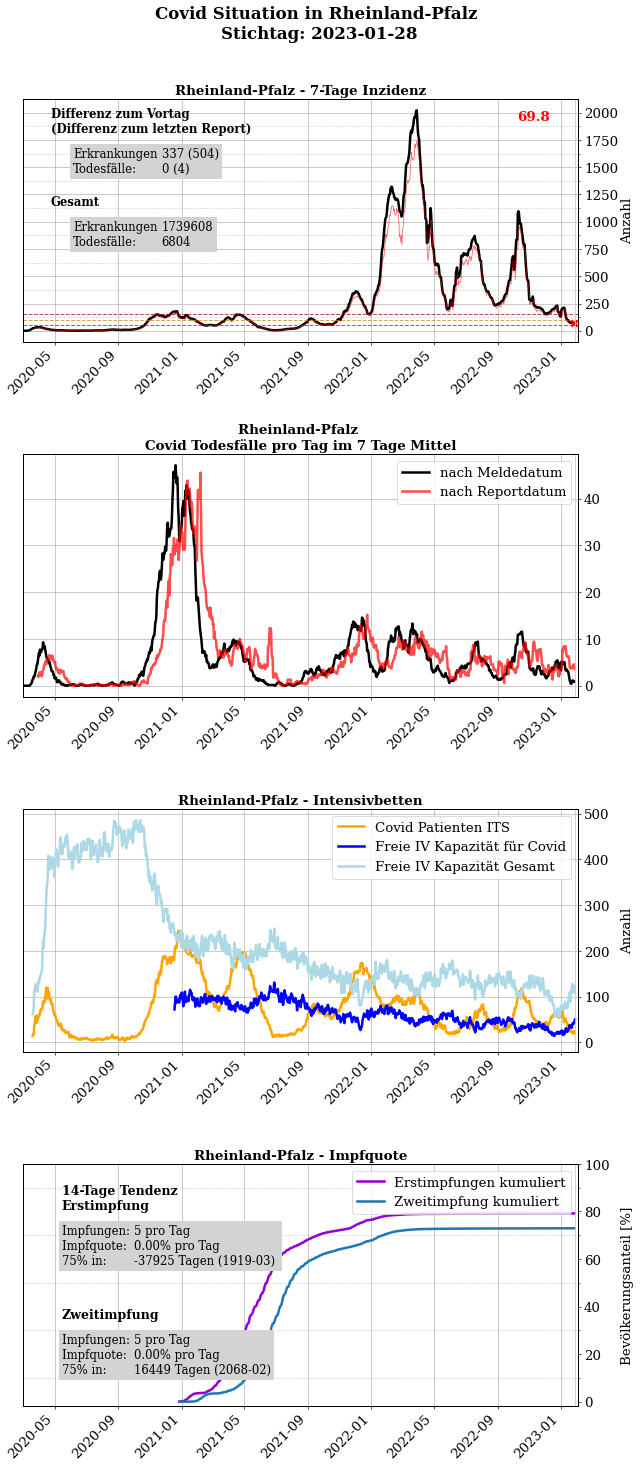 Covid Situation in Rheinland-Pfalz
Stichtag: 2023-01-28
Rheinland-Pfalz - 7-Tage Inzidenz
Differenz zum Vortag
(Differenz zum letzten Report)
Erkrankungen 337 (504)
Todesfälle: 0 (4)
Gesamt
Erkrankungen 1739608
Todesfälle: 6804
69.8
2000
1750
1500
1250
1000
750
500
250
0
Anzahl
2020-05
2020-09
2021-01
2021-05
2021-09
2022-01
2022-05
2022-09
2023-01
Rheinland-Pfalz
Covid Todesfälle pro Tag im 7 Tage Mittel
nach Meldedatum
nach Reportdatum
40
30
20
10
0
2020-05
2020-09
2021-01
2021-05
2021-09
2022-01
2022-05
2022-09
2023-01
Rheinland-Pfalz - Intensivbetten
Covid Patienten ITS
Freie IV Kapazität für Covid
Freie IV Kapazität Gesamt
500
400
300
200
100
0
Anzahl
2020-05
2020-09
2021-01
2021-05
2021-09
2022-01
2022-05
2022-09
2023-01
Rheinland-Pfalz - Impfquote
14-Tage Tendenz
Erstimpfung
Impfungen: 5 pro Tag
Impfquote: 0.00% pro Tag
75% in: -37925 Tagen (1919-03)
Zweitimpfung
Impfungen: 5 pro Tag
Impfquote: 0.00% pro Tag
75% in: 16449 Tagen (2068-02)
Erstimpfungen kumuliert
Zweitimpfung kumuliert
100
80
60
40
20
0
Bevölkerungsanteil [%]
2020-05
2020-09
2021-01
2021-05
2021-09
2022-01
2022-05
2022-09
2023-01